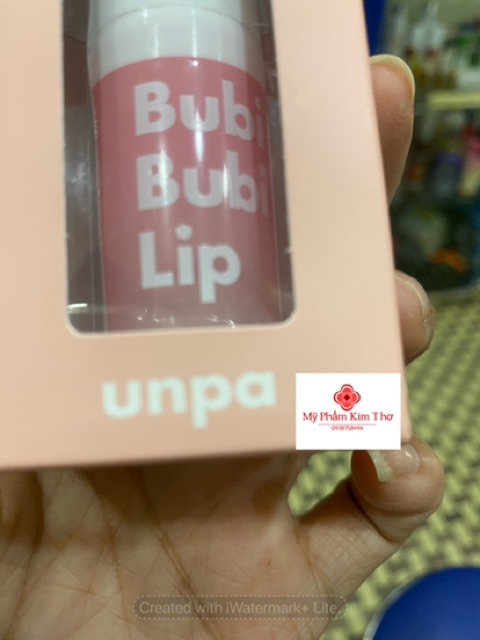 Bubi
Bubi
Lip
unpa
Mỹ Phẩm Kim Thơ
Created with iWatermark+ Lite.